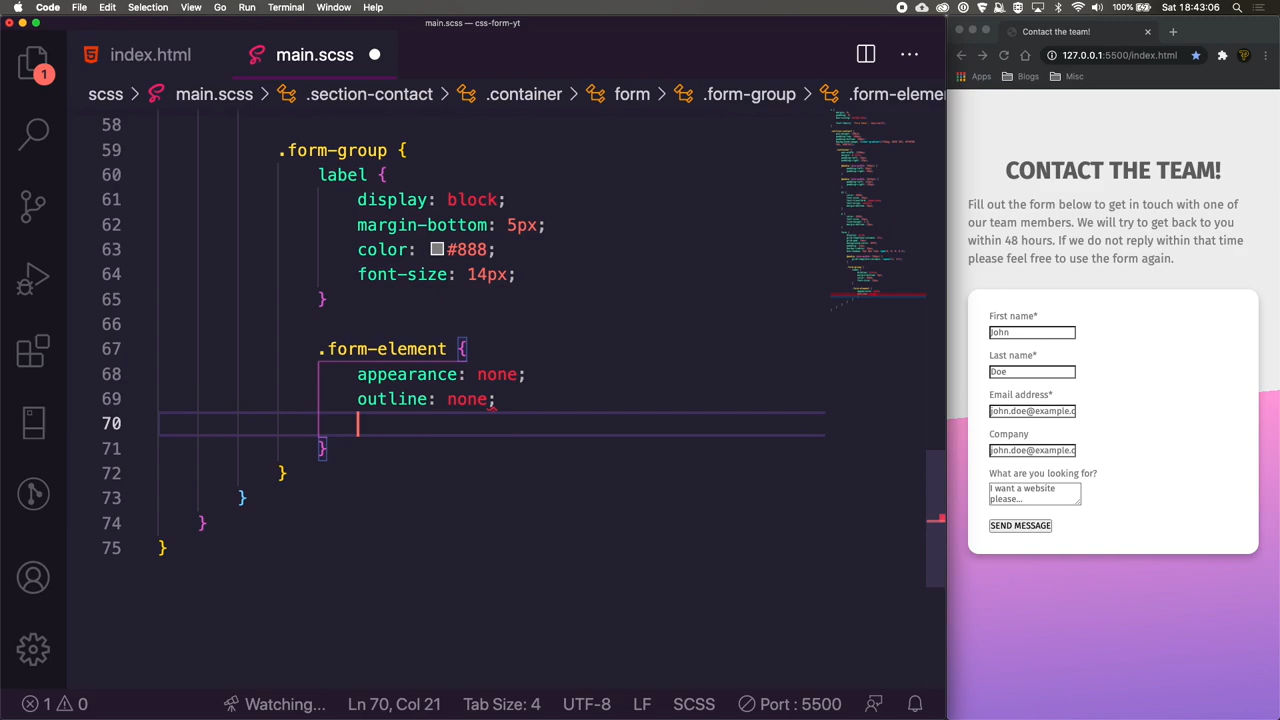 Code File Edit Selection View Go Run Terminal Window Help
100% Sat 18:43:06
main.scss — css-form-yt
index.html main.scss
scss > main.scss > .section-contact > .container > form > .form-group > .form-eleme
58
59 .form-group {
60 label {
61 display: block;
62 margin-bottom: 5px;
63 color: #888;
64 font-size: 14px;
65 }
66
67 .form-element {
68 appearance: none;
69 outline: none;
70
71 }
72 }
73 }
74 }
75 }
1
1 0 Watching... Ln 70, Col 21 Tab Size: 4 UTF-8 LF SCSS Port : 5500
Contact the team!
127.0.0.1:5500/index.html
Apps Blogs Misc
CONTACT THE TEAM!
Fill out the form below to get in touch with one of
our team members. We will try to get back to you
within 48 hours. If we do not reply within that time
please feel free to use the form again.
First name*
John
Last name*
Doe
Email address*
john.doe@example.c
Company
john.doe@example.c
What are you looking for?
I want a website
please...
SEND MESSAGE